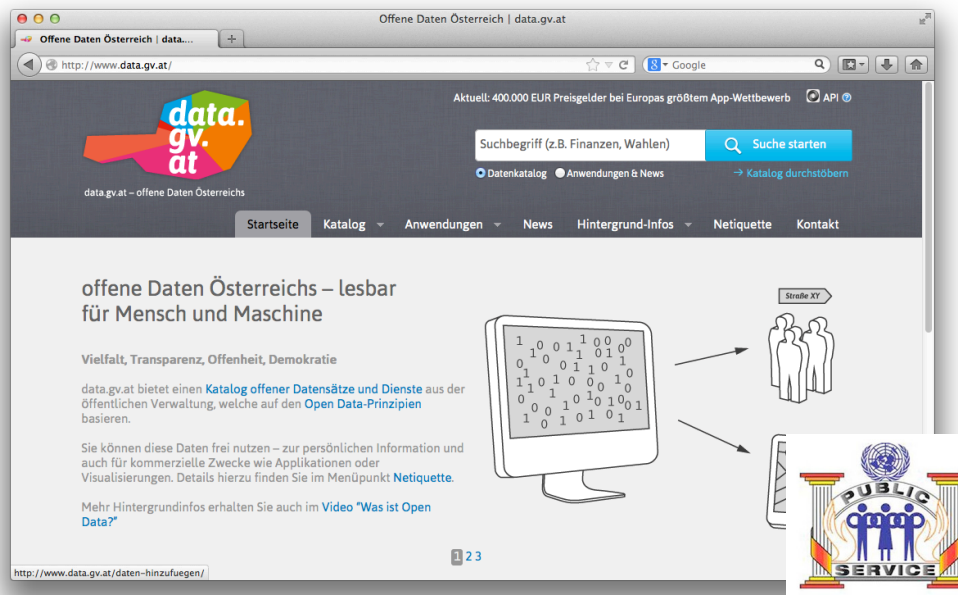 Offene Daten Österreich | data.gv.at
Offene Daten Österreich | data....
http://www.data.gv.at/
Google
Aktuell: 400.000 EUR Preisgelder bei Europas größtem App-Wettbewerb API
data.
gv.
at
data.gv.at – offene Daten Österreichs
Suchbegriff (z.B. Finanzen, Wahlen) Suche starten
Datenkatalog Anwendungen & News → Katalog durchstöbern
Startseite Katalog Anwendungen News Hintergrund-Infos Netiquette Kontakt
offene Daten Österreichs – lesbar
für Mensch und Maschine
Vielfalt, Transparenz, Offenheit, Demokratie
data.gv.at bietet einen Katalog offener Datensätze und Dienste aus der
öffentlichen Verwaltung, welche auf den Open Data-Prinzipien
basieren.
Sie können diese Daten frei nutzen – zur persönlichen Information und
auch für kommerzielle Zwecke wie Applikationen oder
Visualisierungen. Details hierzu finden Sie im Menüpunkt Netiquette.
Mehr Hintergrundinfos erhalten Sie auch im Video "Was ist Open
Data?"
Straße XY
1 2 3
http://www.data.gv.at/daten-hinzufuegen/
PUBLIC
SERVICE